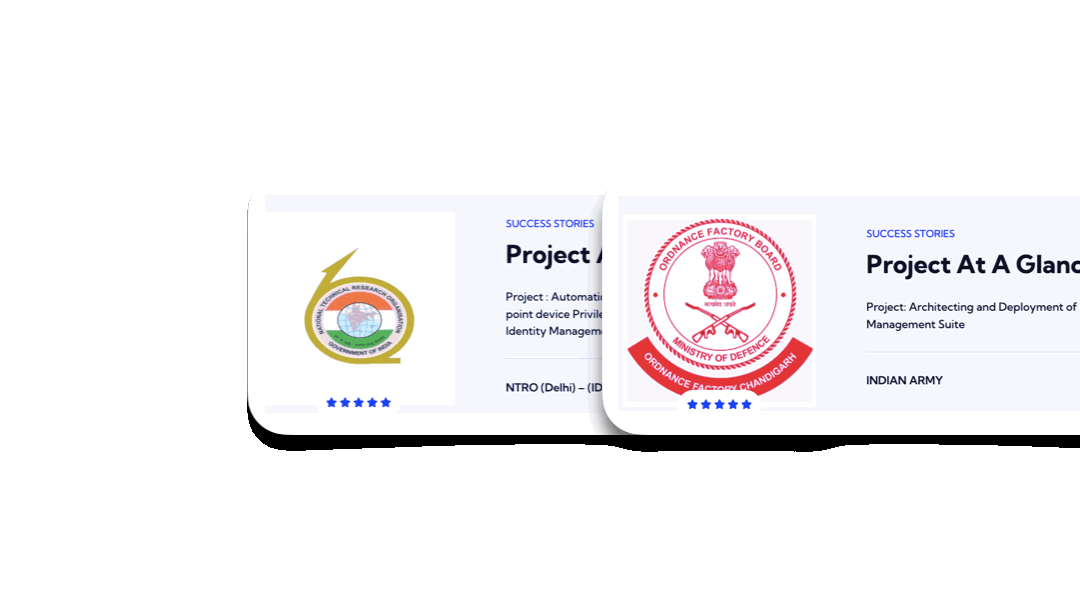 SUCCESS STORIES
Project A
Project : Automatic
point device Privile
Identity Managem
NTRO (Delhi) – (ID
NATIONAL TECHNICAL RESEARCH ORGANISATION
GOVERNMENT OF INDIA
SUCCESS STORIES
Project At A Glanc
Project: Architecting and Deployment of
Management Suite
INDIAN ARMY
ORDNANCE FACTORY BOARD
सत्यमेव जयते
MINISTRY OF DEFENCE
ORDNANCE FACTORY CHANDIGARH